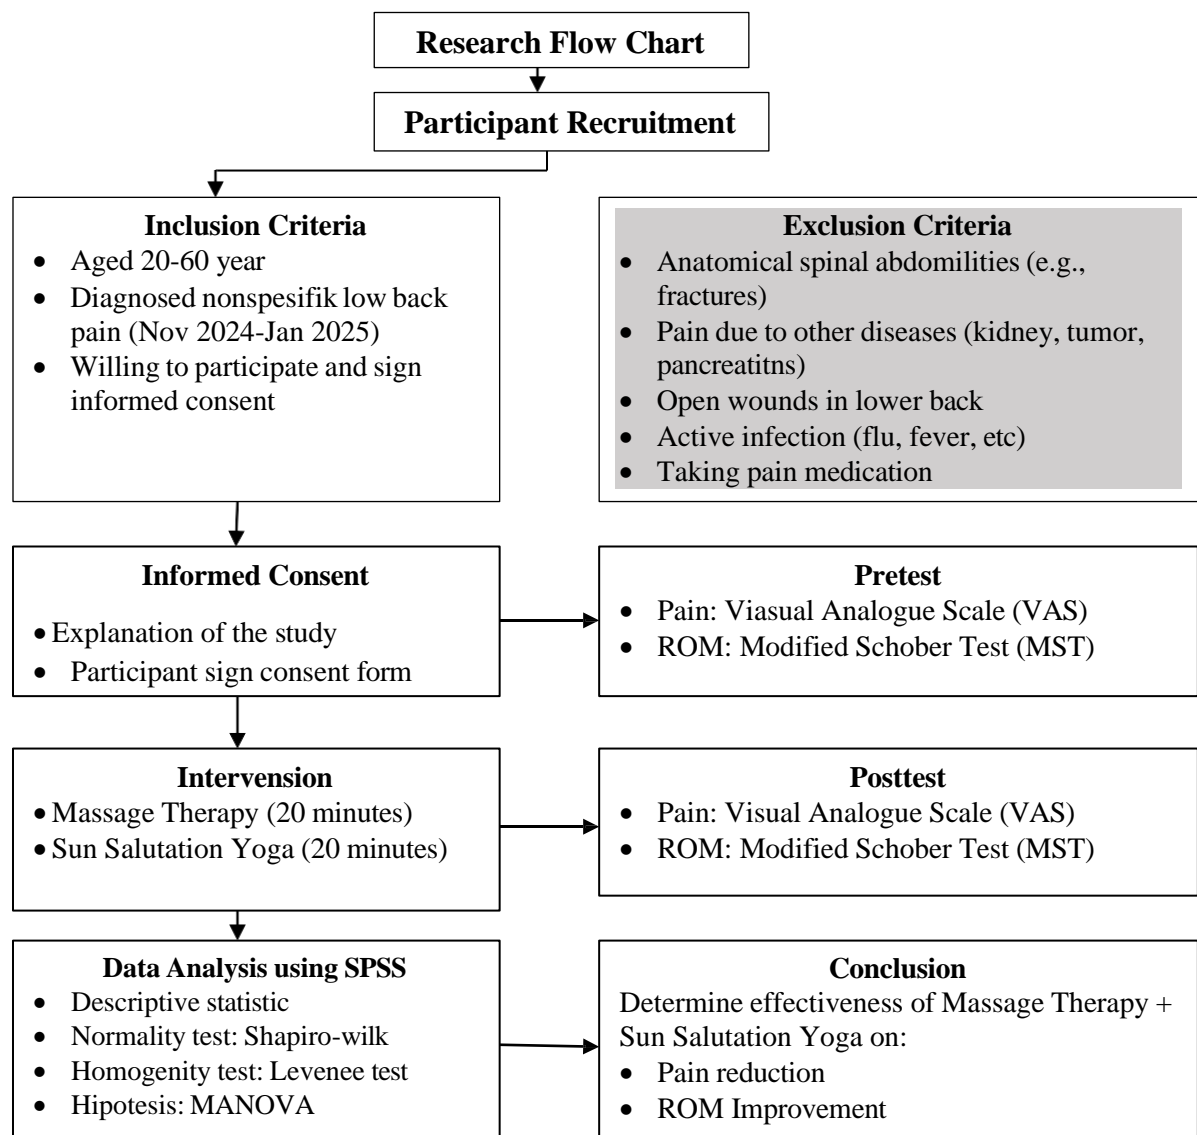 Research Flow Chart
Participant Recruitment
Inclusion Criteria
• Aged 20-60 year
• Diagnosed nonspesifik low back
pain (Nov 2024-Jan 2025)
• Willing to participate and sign
informed consent
Exclusion Criteria
• Anatomical spinal abdomilities (e.g.,
fractures)
• Pain due to other diseases (kidney, tumor,
pancreatitns)
• Open wounds in lower back
• Active infection (flu, fever, etc)
• Taking pain medication
Informed Consent
• Explanation of the study
• Participant sign consent form
Pretest
• Pain: Viasual Analogue Scale (VAS)
• ROM: Modified Schober Test (MST)
Intervension
• Massage Therapy (20 minutes)
• Sun Salutation Yoga (20 minutes)
Posttest
• Pain: Visual Analogue Scale (VAS)
• ROM: Modified Schober Test (MST)
Data Analysis using SPSS
• Descriptive statistic
• Normality test: Shapiro-wilk
• Homogenity test: Levenee test
• Hipotesis: MANOVA
Conclusion
Determine effectiveness of Massage Therapy +
Sun Salutation Yoga on:
• Pain reduction
• ROM Improvement